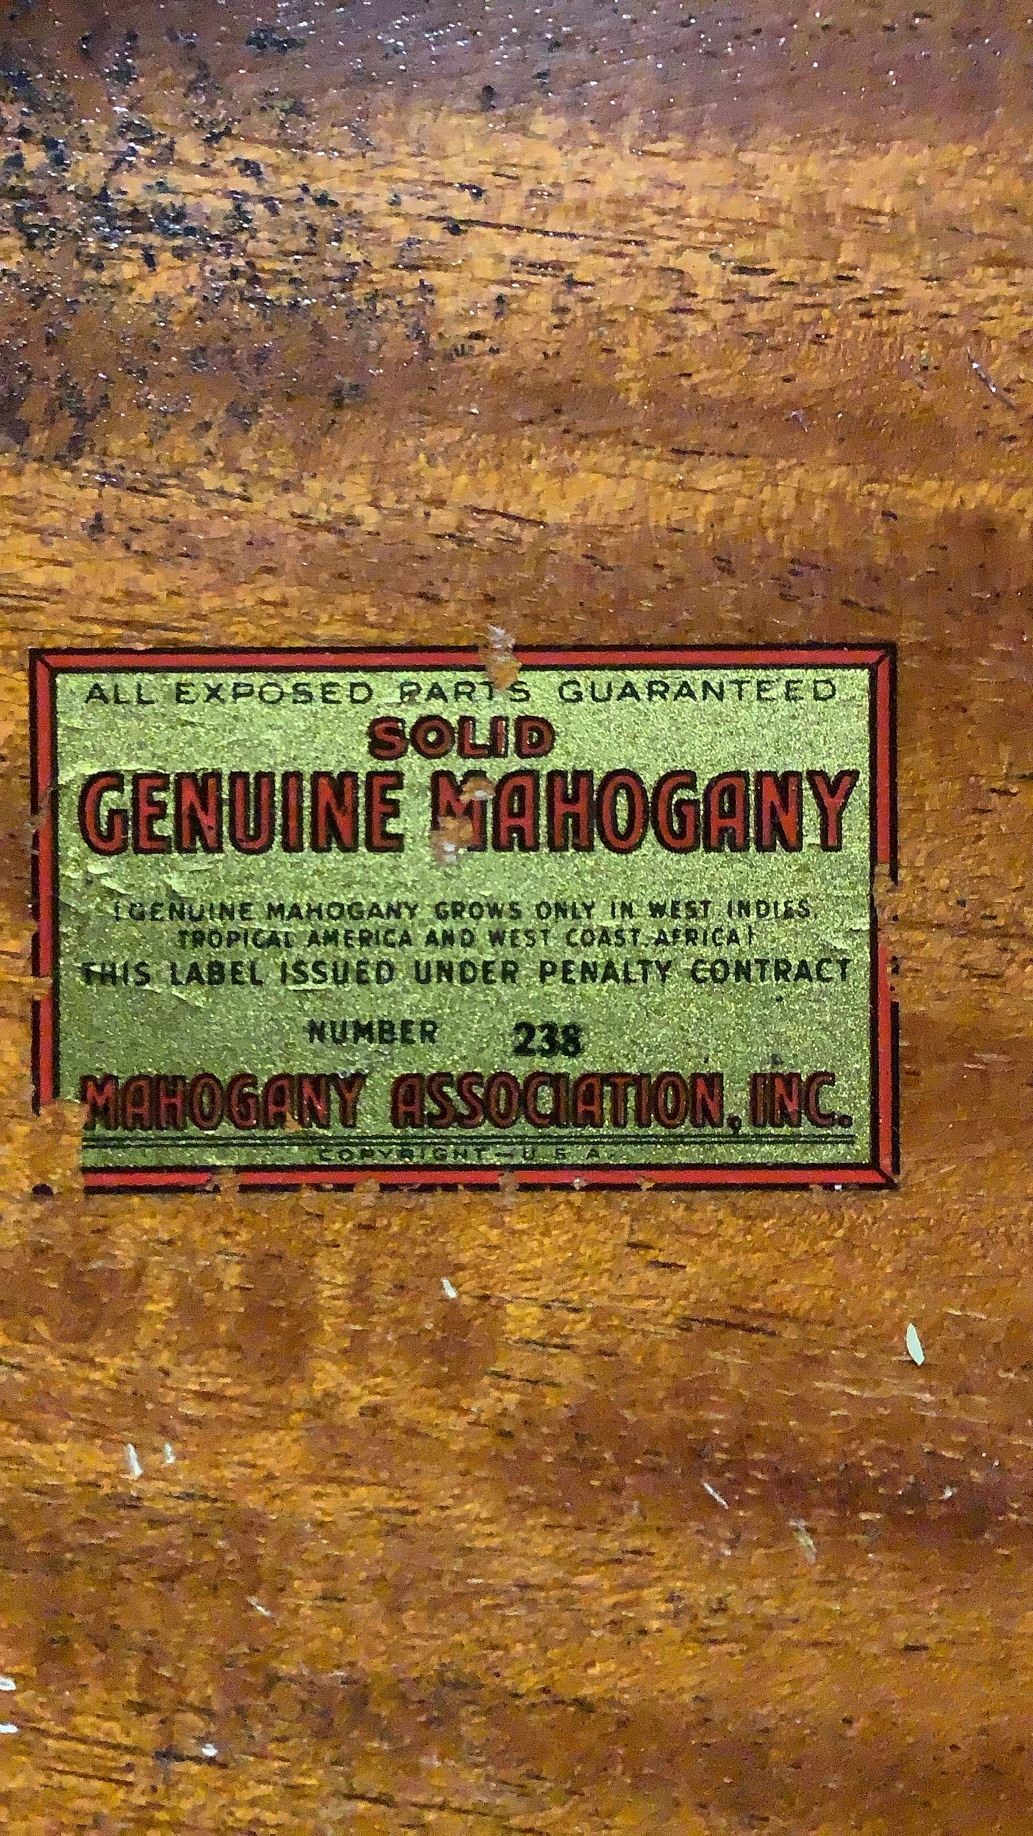 ALL EXPOSED PARTS GUARANTEED
SOLID
GENUINE MAHOGANY
(GENUINE MAHOGANY GROWS ONLY IN WEST INDIES,
TROPICAL AMERICA AND WEST COAST AFRICA)
THIS LABEL ISSUED UNDER PENALTY CONTRACT
NUMBER 238
MAHOGANY ASSOCIATION, INC.
COPYRIGHT—U.S.A.